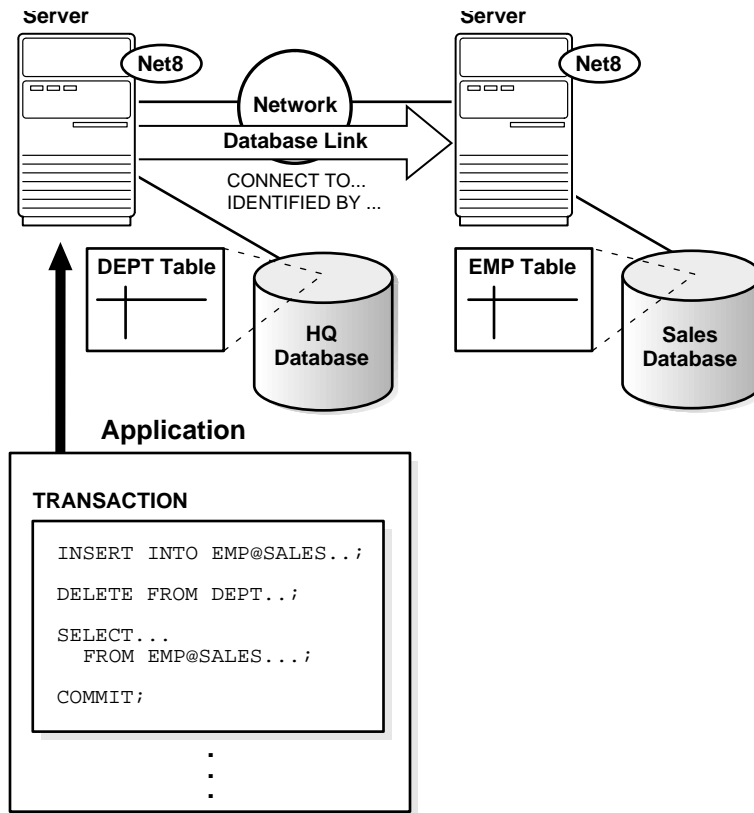 Server
Server
Net8
Net8
Network
Database Link
CONNECT TO...
IDENTIFIED BY ...
DEPT Table
EMP Table
HQ
Database
Sales
Database
Application
TRANSACTION
INSERT INTO EMP@SALES..;
DELETE FROM DEPT..;
SELECT...
FROM EMP@SALES...;
COMMIT;
.
.
.